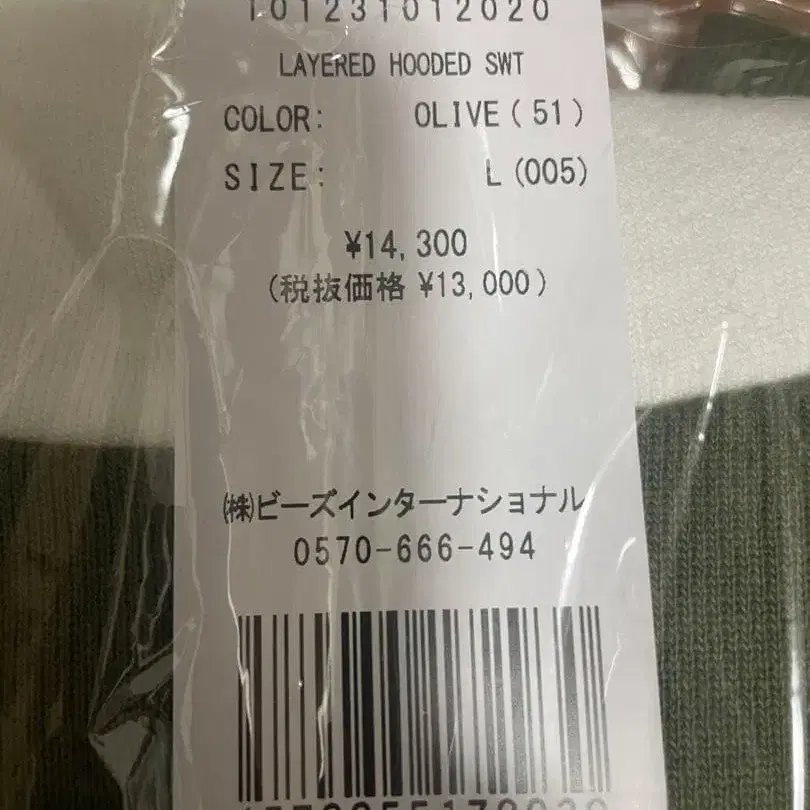 101231012020
LAYERED HOODED SWT
COLOR: OLIVE(51)
SIZE: L(005)
¥14,300
(税抜価格 ¥13,000)
㈱ビーズインターナショナル
0570-666-494